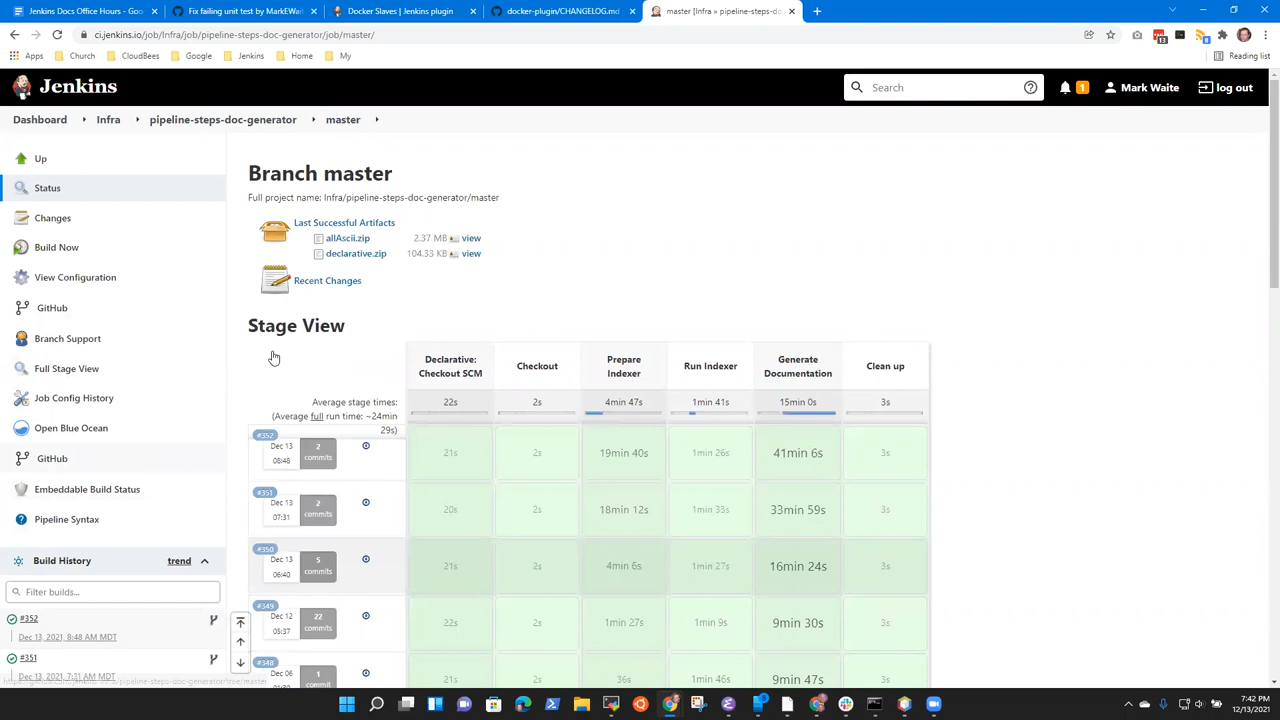 Jenkins Docs Office Hours - Goo
Fix failing unit test by MarkEWait
Docker Slaves | Jenkins plugin
docker-plugin/CHANGELOG.md
master [Infra » pipeline-steps-do
ci.jenkins.io/job/Infra/job/pipeline-steps-doc-generator/job/master/
13
8
Apps
Church
CloudBees
Google
Jenkins
Home
My
Reading list
Jenkins
Search
1
Mark Waite
log out
Dashboard
Infra
pipeline-steps-doc-generator
master
Up
Status
Changes
Build Now
View Configuration
GitHub
Branch Support
Full Stage View
Job Config History
Open Blue Ocean
GitHub
Embeddable Build Status
Pipeline Syntax
Build History
trend
Filter builds...
#352
Dec 13, 2021, 8:48 AM MDT
#351
Dec 13, 2021, 7:31 AM MDT
Branch master
Full project name: Infra/pipeline-steps-doc-generator/master
Last Successful Artifacts
allAscii.zip 2.37 MB view
declarative.zip 104.33 KB view
Recent Changes
Stage View
Declarative: Checkout SCM
Checkout
Prepare Indexer
Run Indexer
Generate Documentation
Clean up
Average stage times:
(Average full run time: ~24min
29s)
22s 2s 4min 47s 1min 41s 15min 0s 3s
#352
Dec 13
08:48
2
commits
21s 2s 19min 40s 1min 26s 41min 6s 3s
#351
Dec 13
07:31
2
commits
20s 2s 18min 12s 1min 33s 33min 59s 3s
#350
Dec 13
06:40
5
commits
21s 2s 4min 6s 1min 27s 16min 24s 3s
#349
Dec 12
05:37
22
commits
22s 2s 1min 27s 1min 9s 9min 30s 3s
#348
Dec 06
1
commit
21s 2s 36s 1min 46s 9min 47s 3s
7:42 PM
12/13/2021